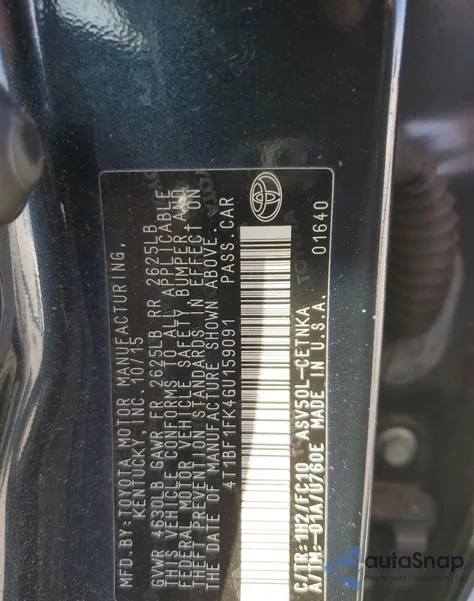 MFD.BY: TOYOTA MOTOR MANUFACTURING,
KENTUCKY, INC. 10/15
GVWR 4630LB GAWR FR 2625LB RR 2625LB
THIS VEHICLE CONFORMS TO ALL APPLICABLE
FEDERAL MOTOR VEHICLE SAFETY BUMPER AND
THEFT PREVENTION STANDARDS IN EFFECT ON
THE DATE OF MANUFACTURE SHOWN ABOVE.
4T1BF1FK4GU159091 PASS.CAR
C/TR: 1H2/FC10 ASV50L-CETNKA
A/TM:-01A/U760E MADE IN U.S.A.
01640
autaSnap